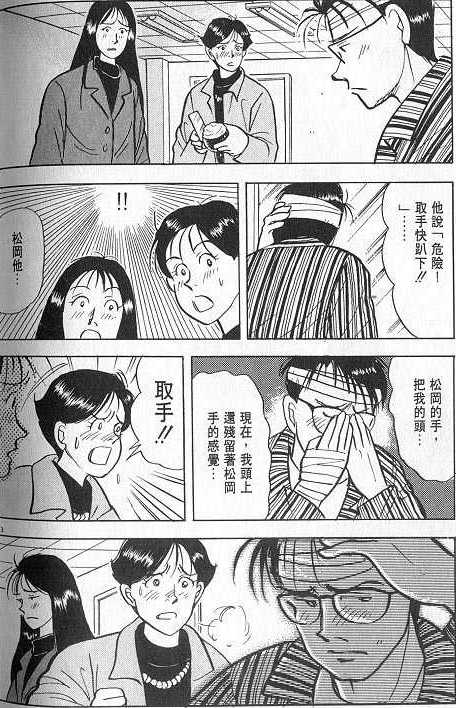 他說「危險！
取手快趴下!!
」……
!!
松岡他…
松岡的手，
把我的頭…
現在，我頭上
還殘留著松岡
手的感覺…
取手!!